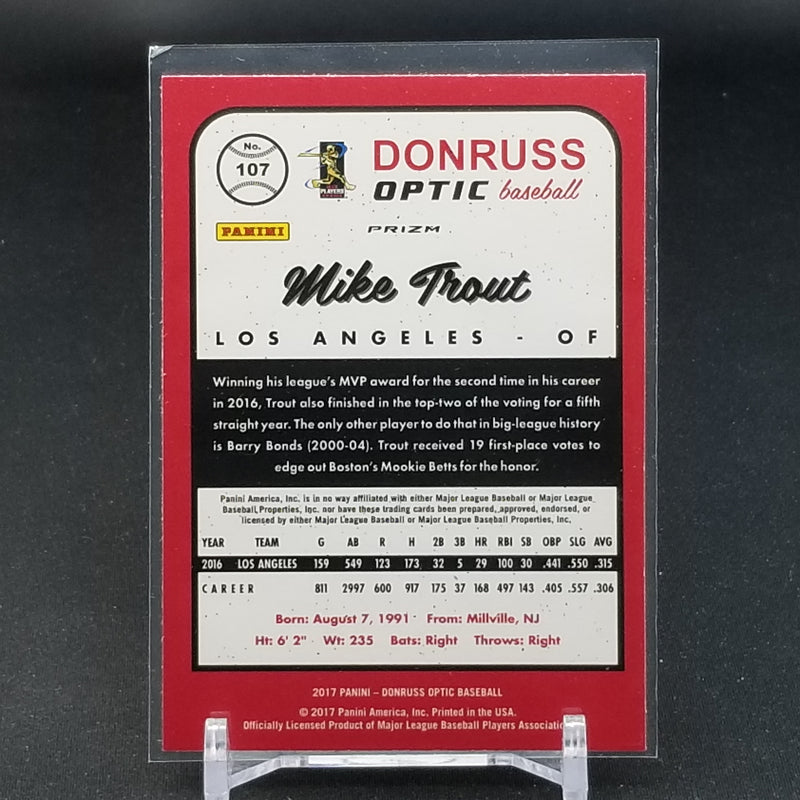 No.
107
PLAYERS
DONRUSS
OPTIC baseball
PANINI
PRIZM
Mike Trout
LOS ANGELES - OF
Winning his league's MVP award for the second time in his career
in 2016, Trout also finished in the top-two of the voting for a fifth
straight year. The only other player to do that in big-league history
is Barry Bonds (2000-04). Trout received 19 first-place votes to
edge out Boston's Mookie Betts for the honor.
Panini America, Inc. is in no way affiliated with either Major League Baseball or Major League
Baseball Properties, Inc. nor have these trading cards been prepared, approved, endorsed, or
licensed by either Major League Baseball or Major League Baseball Properties, Inc.
YEAR TEAM G AB R H 2B 3B HR RBI SB OBP SLG AVG
2016 LOS ANGELES 159 549 123 173 32 5 29 100 30 .441 .550 .315
CAREER 811 2997 600 917 175 37 168 497 143 .405 .557 .306
Born: August 7, 1991 From: Millville, NJ
Ht: 6' 2" Wt: 235 Bats: Right Throws: Right
2017 PANINI – DONRUSS OPTIC BASEBALL
© 2017 Panini America, Inc. Printed in the USA.
Officially Licensed Product of Major League Baseball Players Associatio